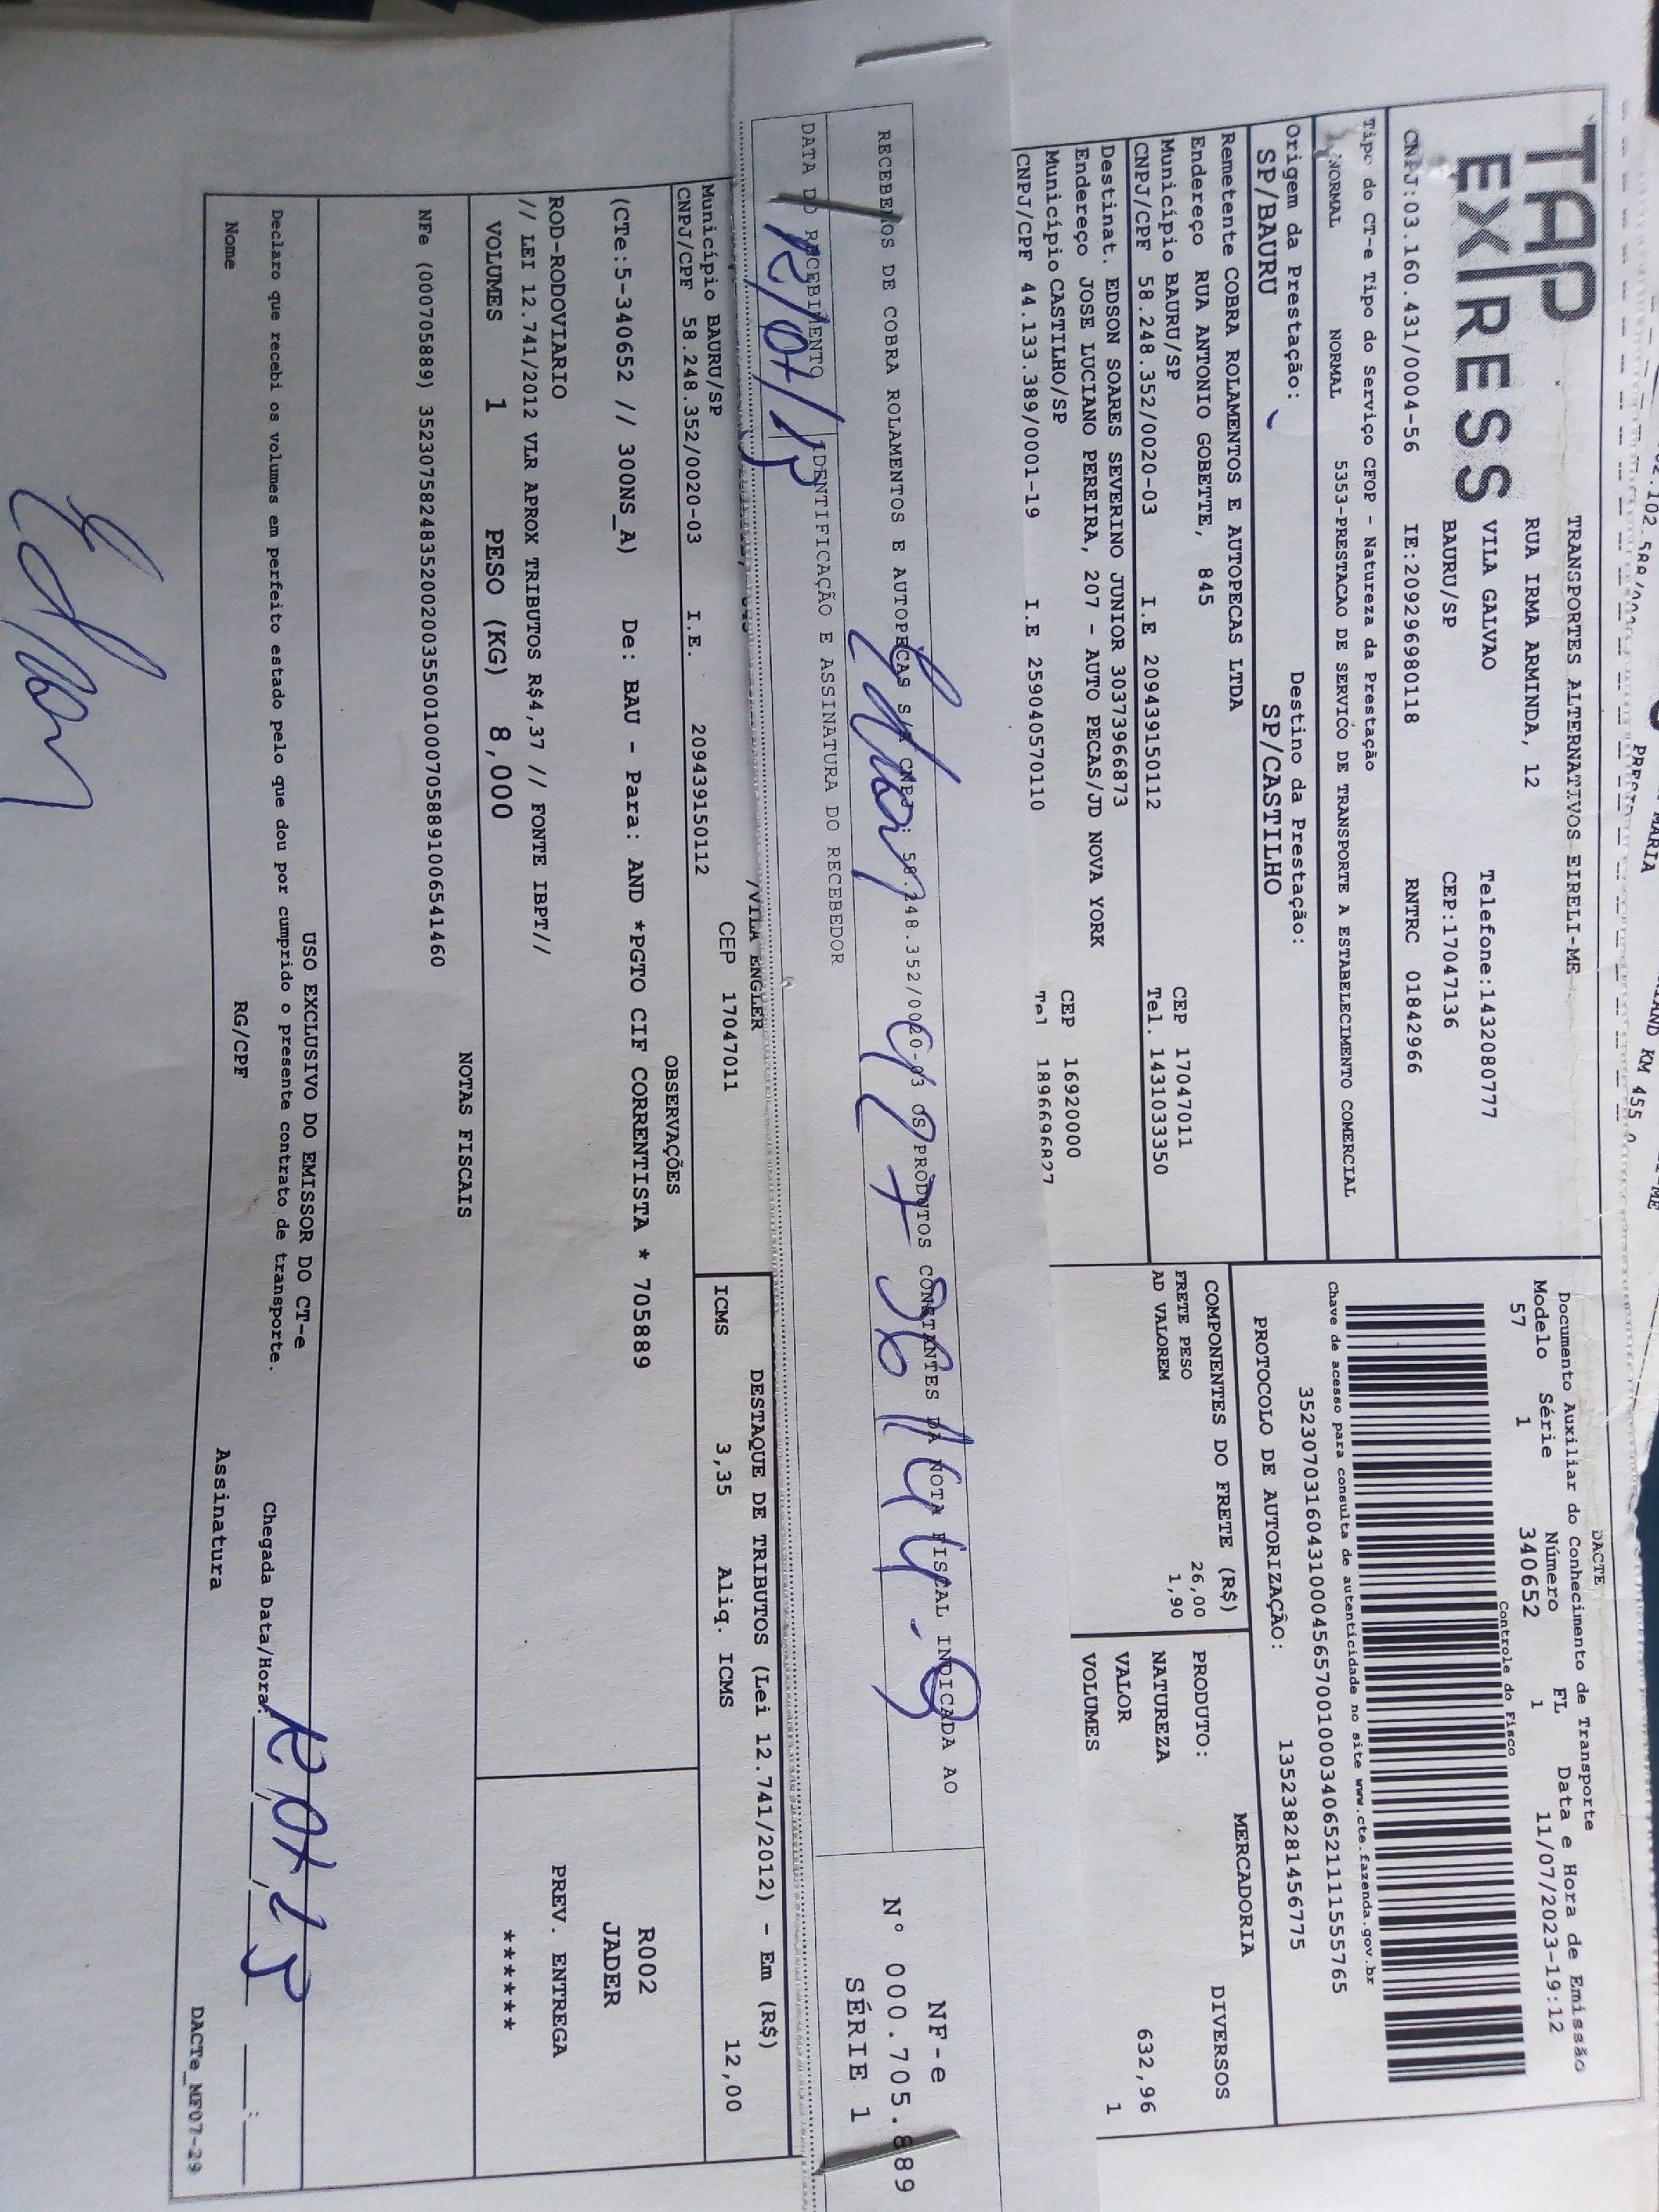 TAP
EXPRESS
TRANSPORTES ALTERNATIVOS EIRELI-ME
RUA IRMA ARMINDA, 12
VILA GALVAO
BAURU/SP
Telefone:1432080777
CEP:17047136
CNPJ:03.160.431/0004-56 IE:209296980118 RNTRC 01842966
Tipo do CT-e Tipo do Serviço CFOP - Natureza da Prestação
NORMAL NORMAL 5353-PRESTACAO DE SERVICO DE TRANSPORTE A ESTABELECIMENTO COMERCIAL
Origem da Prestação: Destino da Prestação:
SP/BAURU SP/CASTILHO
Remetente COBRA ROLAMENTOS E AUTOPECAS LTDA
Endereço RUA ANTONIO GOBETTE, 845
Município BAURU/SP CEP 17047011
CNPJ/CPF 58.248.352/0020-03 I.E 209439150112 Tel. 1431033350
Destinat. EDSON SOARES SEVERINO JUNIOR 30373966873
Endereço JOSE LUCIANO PEREIRA, 207 - AUTO PECAS/JD NOVA YORK
Município CASTILHO/SP CEP 16920000
CNPJ/CPF 44.133.389/0001-19 I.E 259040570110 Tel 18966696827
DACTE
Documento Auxiliar do Conhecimento de Transporte
Modelo Série Número FL Data e Hora de Emissão
57 1 340652 1 11/07/2023-19:12
Controle do Fisco
Chave de acesso para consulta de autenticidade no site www.cte.fazenda.gov.br
35230703160431000456570010003406521111555765
PROTOCOLO DE AUTORIZAÇÃO: 135238281456775
COMPONENTES DO FRETE (R$)
FRETE PESO 26,00
AD VALOREM 1,90
MERCADORIA
PRODUTO: DIVERSOS
NATUREZA
VALOR 632,96
VOLUMES 1
RECEBEMOS DE COBRA ROLAMENTOS E AUTOPECAS S/A CNPJ: 58.248.352/0020-03 OS PRODUTOS CONSTANTES DA NOTA FISCAL INDICADA AO
DATA DO RECEBIMENTO IDENTIFICAÇÃO E ASSINATURA DO RECEBEDOR
NF-e
Nº 000.705.889
SÉRIE 1
/VILA ENGLER
Município BAURU/SP CEP 17047011
CNPJ/CPF 58.248.352/0020-03 I.E. 209439150112
DESTAQUE DE TRIBUTOS (Lei 12.741/2012) - Em (R$)
ICMS 3,35 Aliq. ICMS 12,00
OBSERVAÇÕES
(CTe:5-340652 // 300NS_A) De: BAU - Para: AND *PGTO CIF CORRENTISTA * 705889
R002
JADER
ROD-RODOVIARIO
// LEI 12.741/2012 VLR APROX TRIBUTOS R$4,37 // FONTE IBPT//
VOLUMES 1 PESO (KG) 8,000
PREV. ENTREGA
******
NOTAS FISCAIS
NFe (000705889) 35230758248352002003550010007058891006541460
USO EXCLUSIVO DO EMISSOR DO CT-e
Declaro que recebi os volumes em perfeito estado pelo que dou por cumprido o presente contrato de transporte.
Chegada Data/Hora:
Nome RG/CPF Assinatura
DACTe_MF07-29
Edson